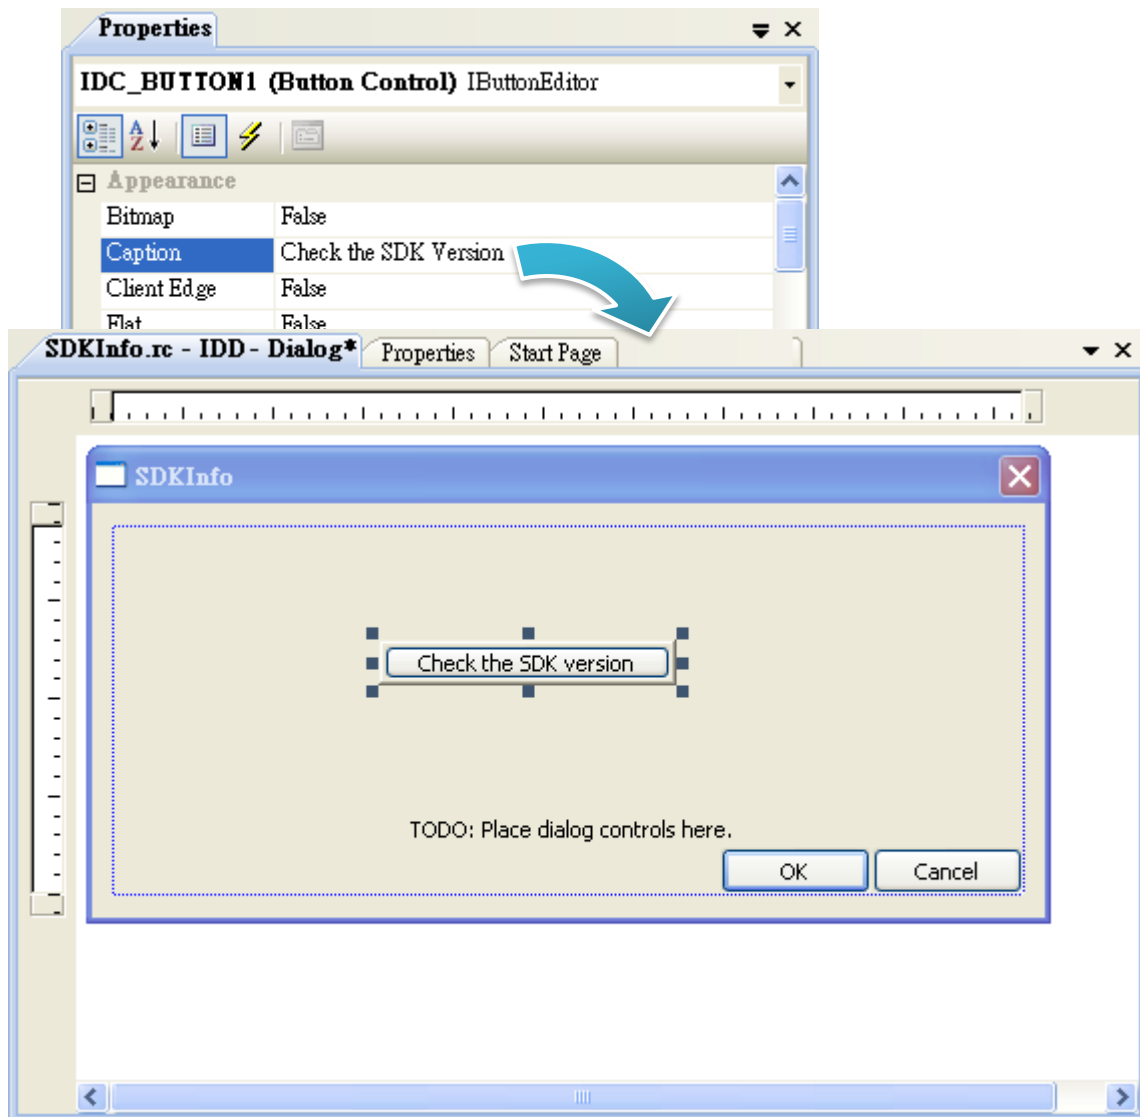 Properties
IDC_BUTTON1 (Button Control) IButtonEditor
A
Z
Appearance
Bitmap False
Caption Check the SDK Version
Client Edge False
Flat False
SDKInfo.rc - IDD - Dialog* Properties Start Page
SDKInfo
Check the SDK version
TODO: Place dialog controls here.
OK Cancel